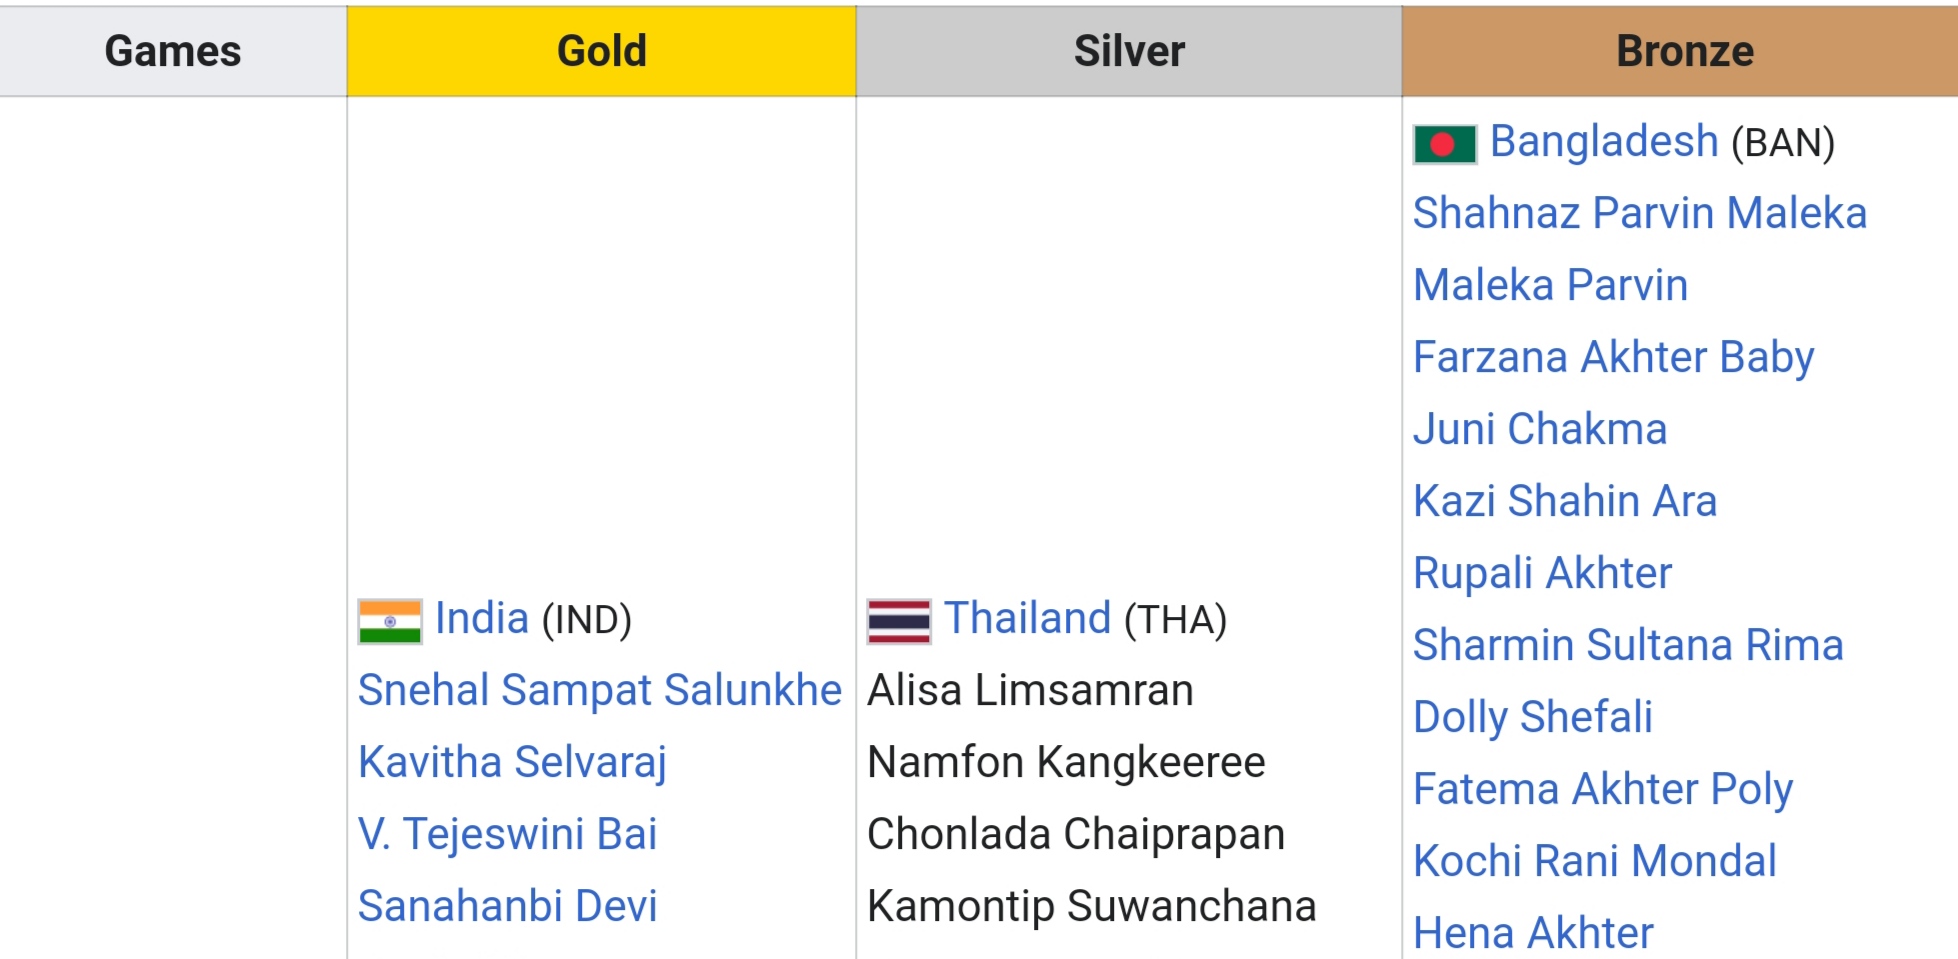 Games Gold Silver Bronze
Bangladesh (BAN)
Shahnaz Parvin Maleka
Maleka Parvin
Farzana Akhter Baby
Juni Chakma
Kazi Shahin Ara
Rupali Akhter
India (IND) Thailand (THA) Sharmin Sultana Rima
Snehal Sampat Salunkhe Alisa Limsamran Dolly Shefali
Kavitha Selvaraj Namfon Kangkeeree Fatema Akhter Poly
V. Tejeswini Bai Chonlada Chaiprapan Kochi Rani Mondal
Sanahanbi Devi Kamontip Suwanchana Hena Akhter